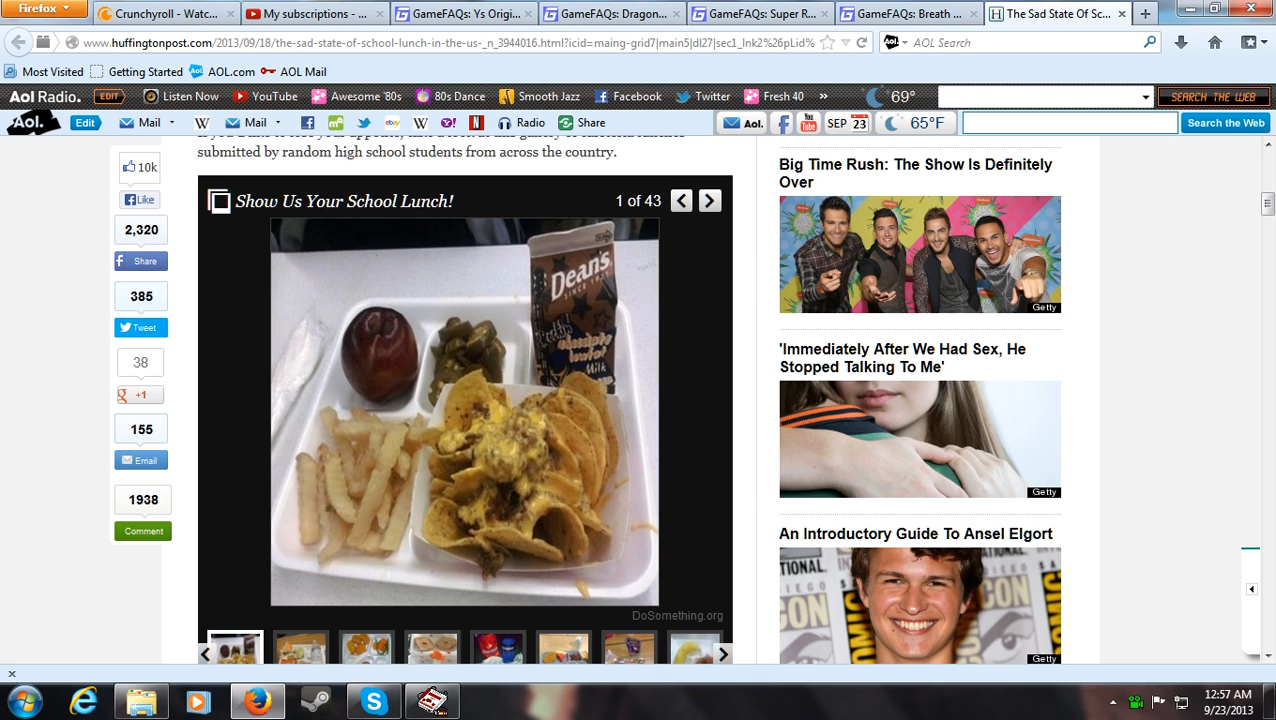 Firefox
Crunchyroll - Watc...
My subscriptions - ...
GameFAQs: Ys Origi...
GameFAQs: Dragon...
GameFAQs: Super R...
GameFAQs: Breath ...
The Sad State Of Sc...
www.huffingtonpost.com/2013/09/18/the-sad-state-of-school-lunch-in-the-us-_n_3944016.html?icid=maing-grid7|main5|dl27|sec1_lnk2%26pLid%
AOL Search
Most Visited
Getting Started
AOL.com
AOL Mail
Aol Radio.
EDIT
Listen Now
YouTube
Awesome '80s
80s Dance
Smooth Jazz
Facebook
Twitter
Fresh 40
69°
SEARCH THE WEB
Aol.
Edit
Mail
Mail
Radio
Share
Mail Aol.
SEP 23
65°F
Search the Web
submitted by random high school students from across the country.
10k
Like
2,320
Share
385
Tweet
38
+1
155
Email
1938
Comment
Show Us Your School Lunch!
1 of 43
Dean's
SINCE 1925
Milk
DoSomething.org
Big Time Rush: The Show Is Definitely
Over
Getty
'Immediately After We Had Sex, He
Stopped Talking To Me'
Getty
An Introductory Guide To Ansel Elgort
Getty
12:57 AM
9/23/2013